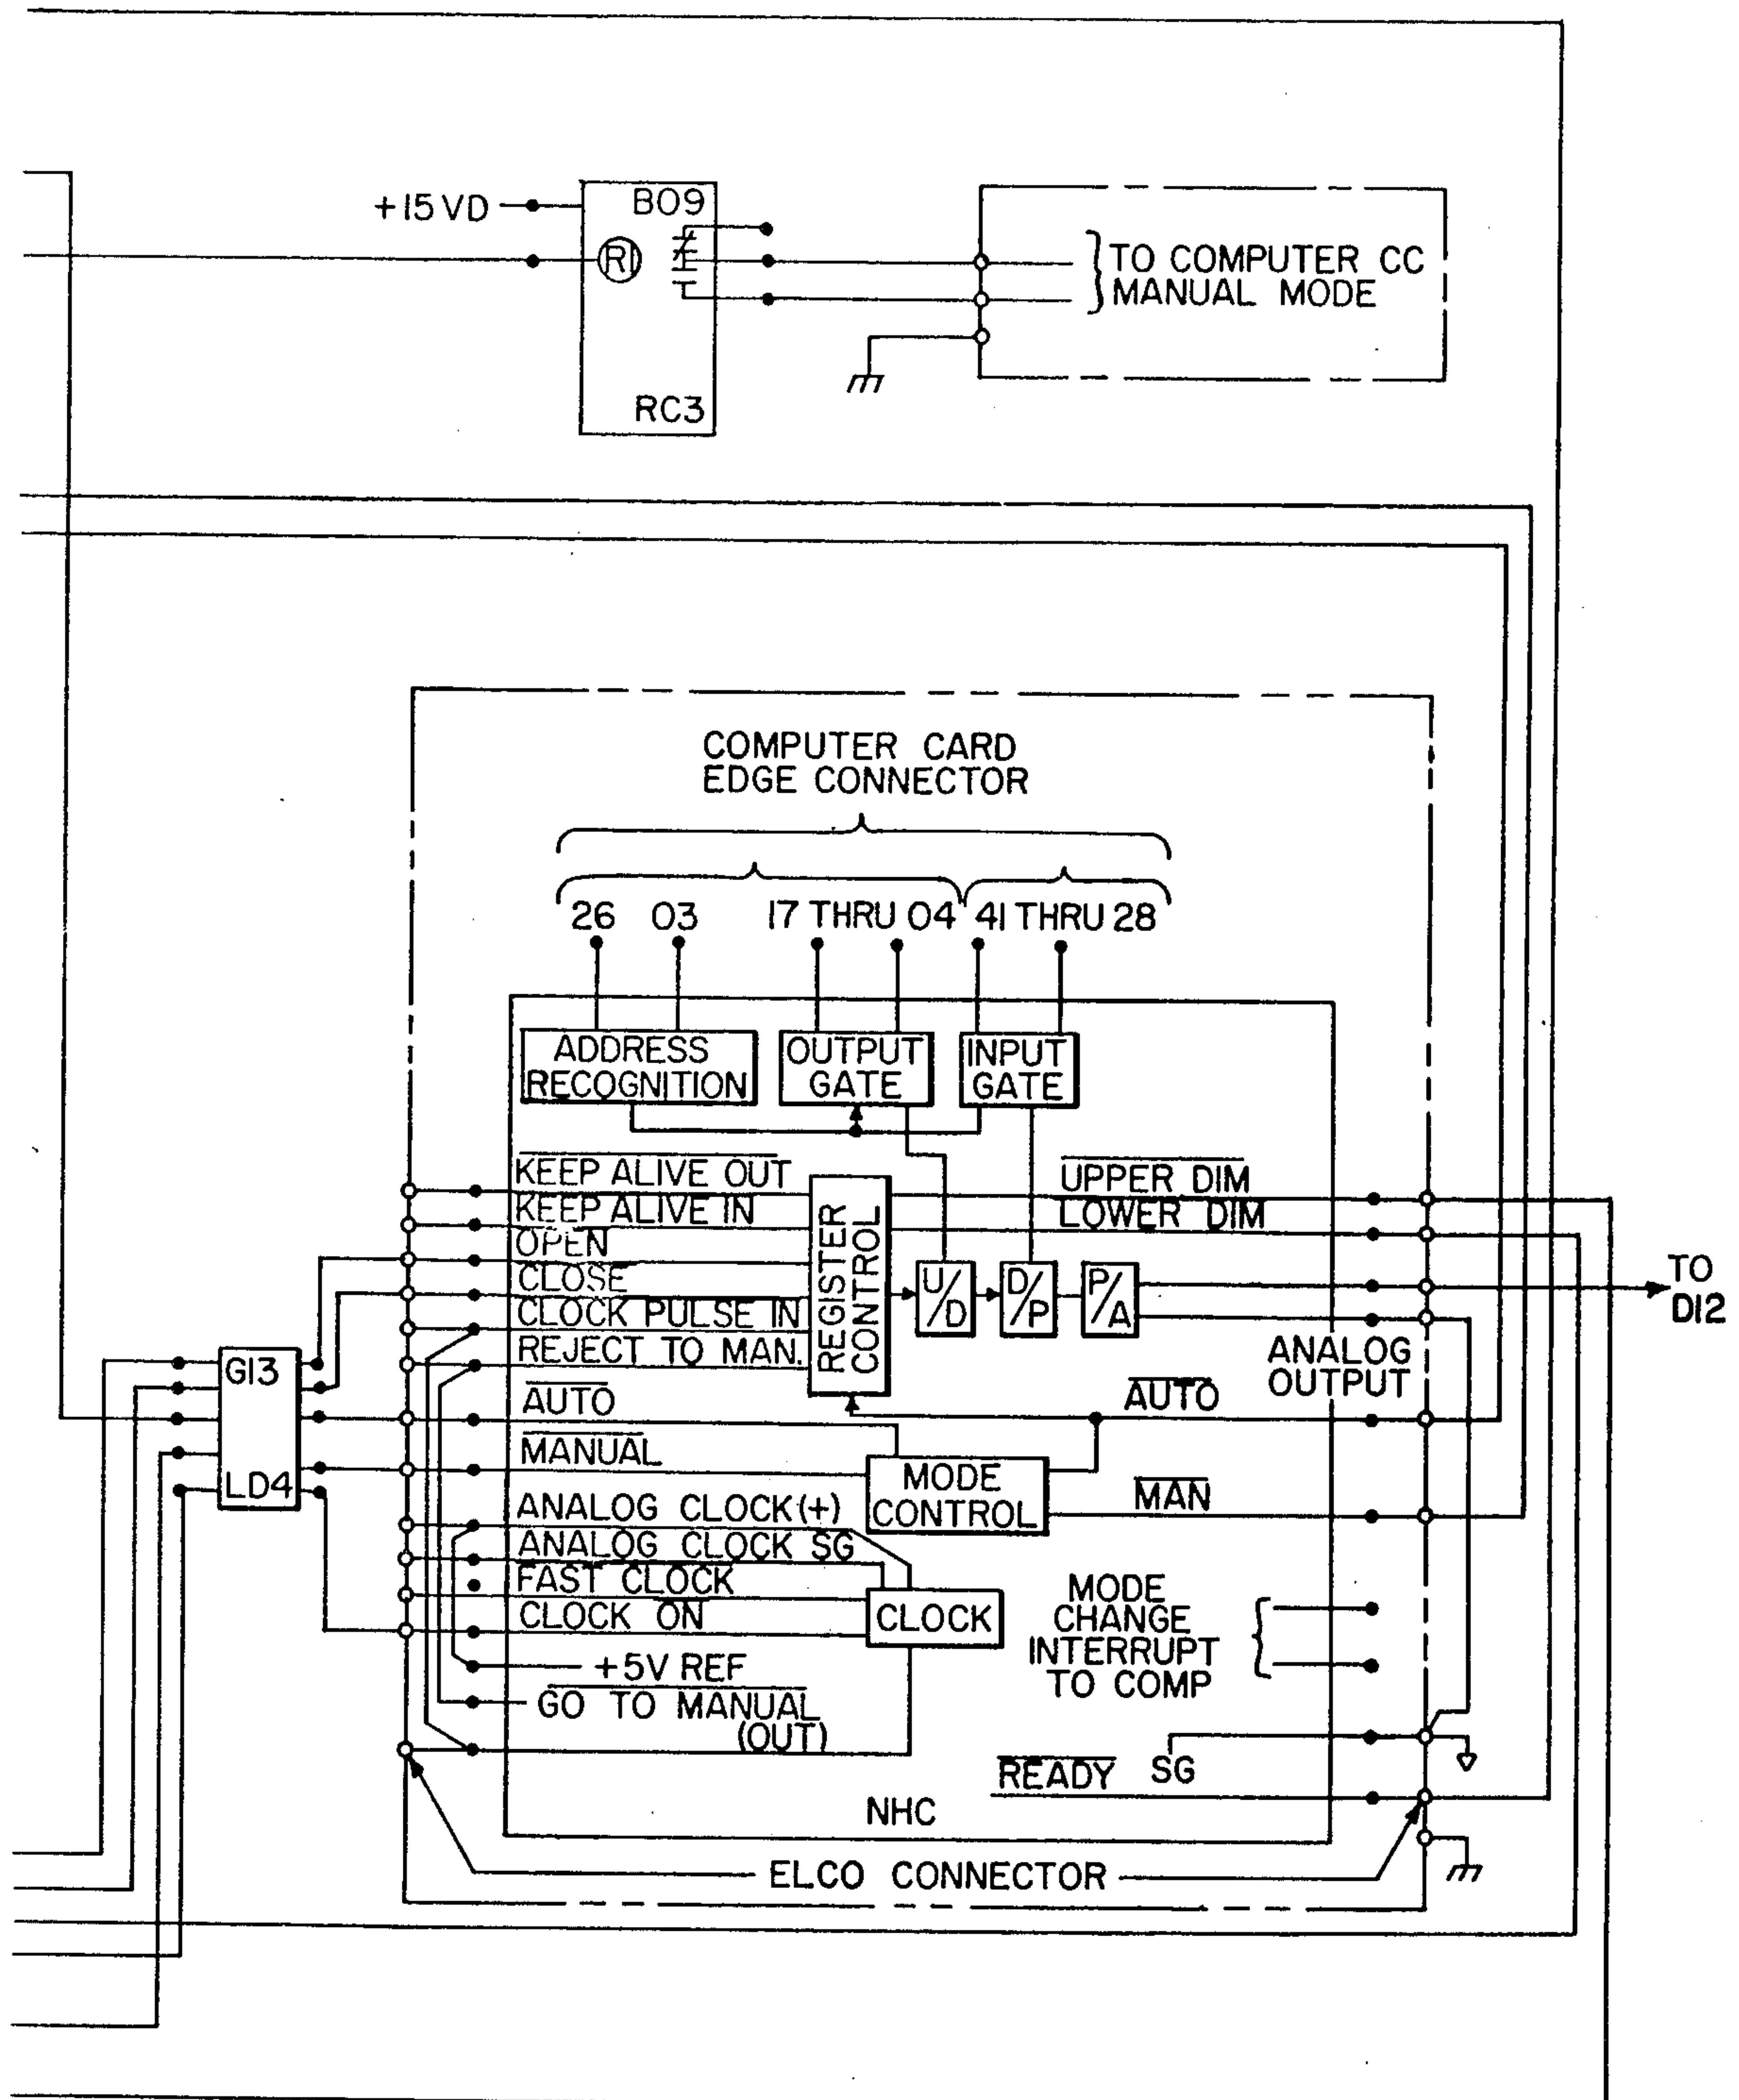 +15VD
B09
R1
RC3
TO COMPUTER CC
MANUAL MODE
COMPUTER CARD
EDGE CONNECTOR
26 03 17 THRU 04 41 THRU 28
ADDRESS
RECOGNITION
OUTPUT
GATE
INPUT
GATE
KEEP ALIVE OUT
KEEP ALIVE IN
OPEN
CLOSE
CLOCK PULSE IN
REJECT TO MAN.
AUTO
MANUAL
ANALOG CLOCK (+)
ANALOG CLOCK SG
FAST CLOCK
CLOCK ON
+5V REF
GO TO MANUAL
(OUT)
REGISTER
CONTROL
U/D
D/P
P/A
UPPER DIM
LOWER DIM
TO
D12
ANALOG
OUTPUT
AUTO
MODE
CONTROL
MAN
CLOCK
MODE
CHANGE
INTERRUPT
TO COMP
SG
READY
NHC
G13
LD4
ELCO CONNECTOR